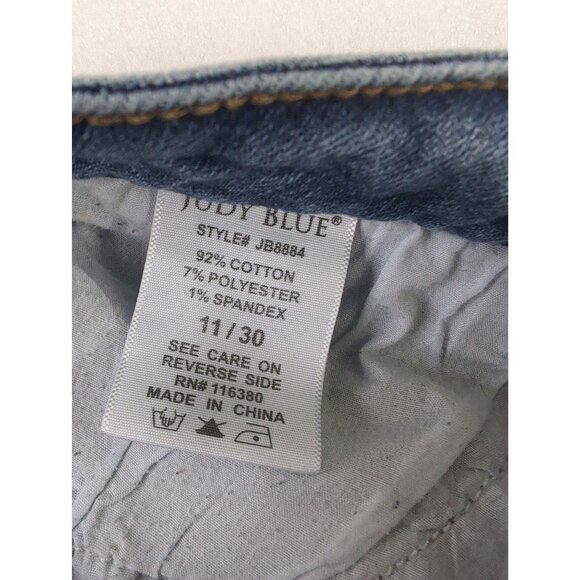 JUDY BLUE®
STYLE# JB8884
92% COTTON
7% POLYESTER
1% SPANDEX
11 / 30
SEE CARE ON
REVERSE SIDE
RN# 116380
MADE IN CHINA